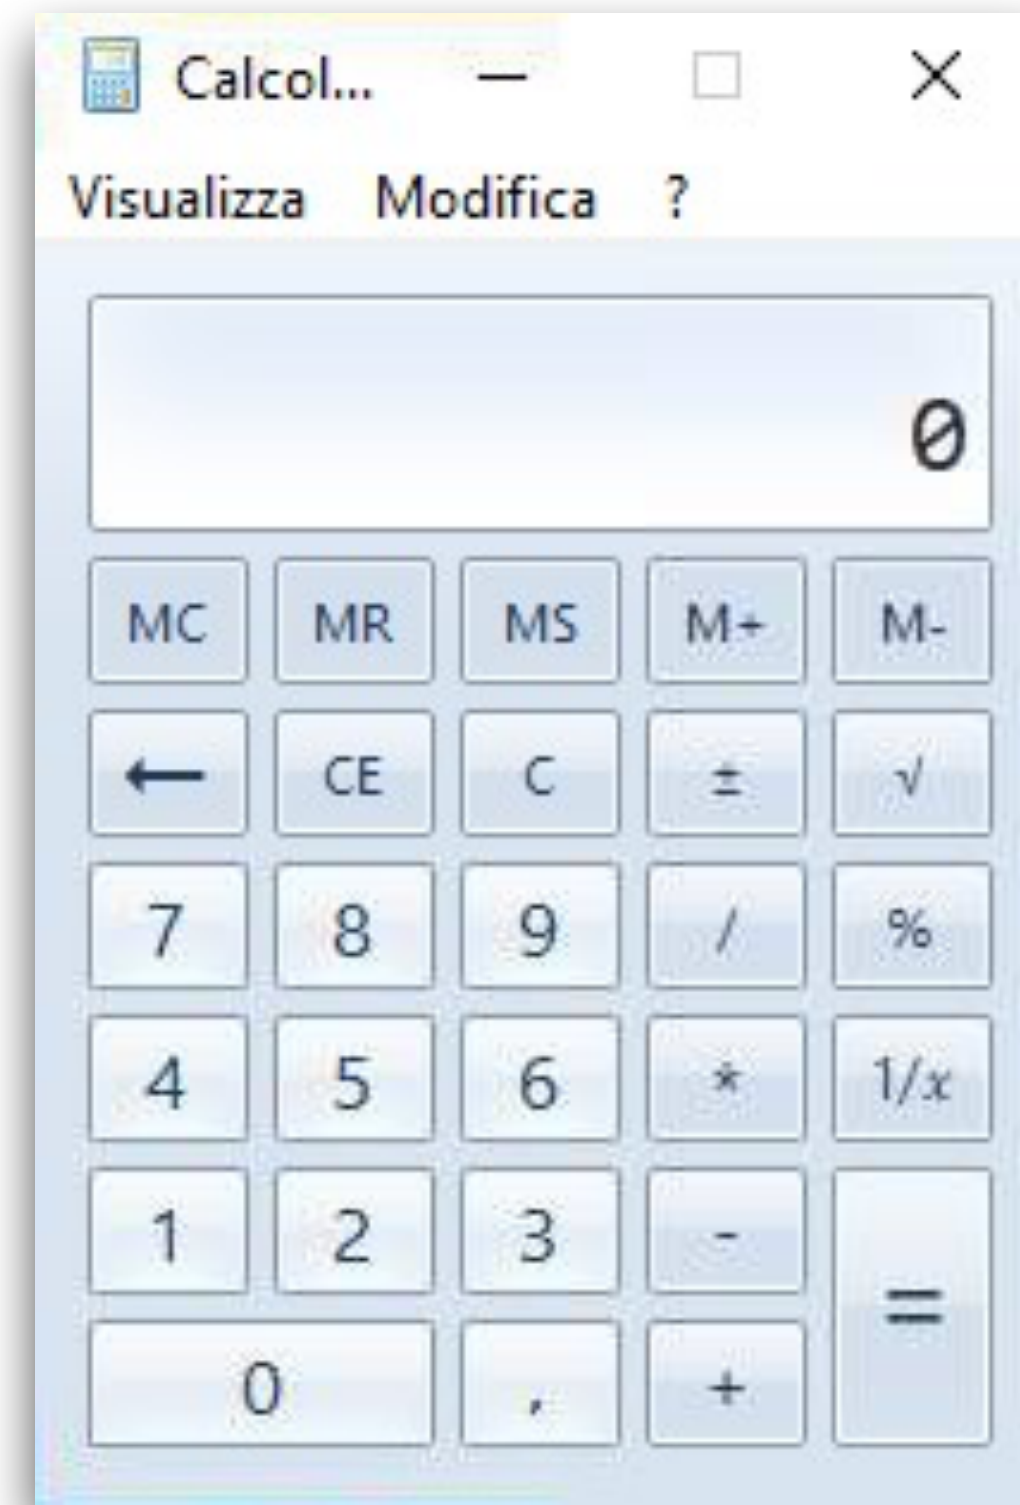 Calcol...
Visualizza Modifica ?
0
MC MR MS M+ M-
← CE C ± √
7 8 9 / %
4 5 6 * 1/x
1 2 3 - =
0 , +